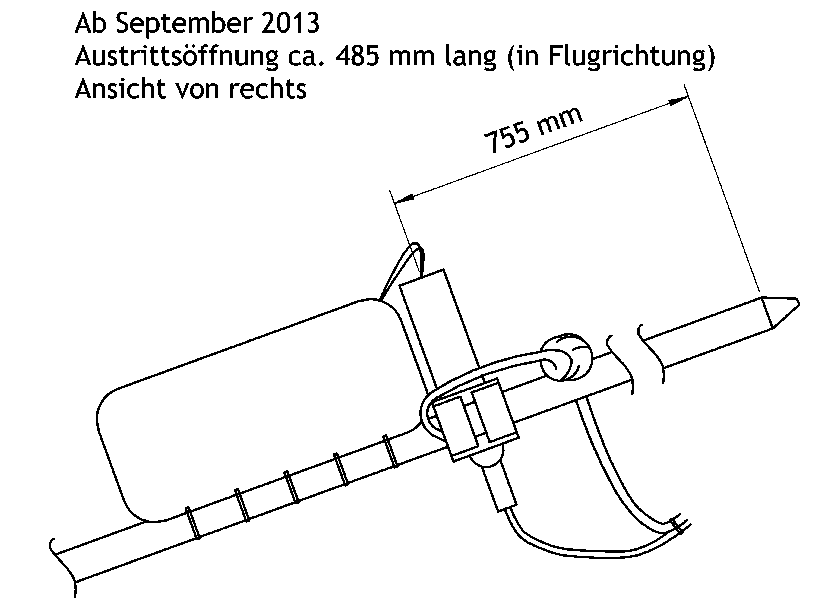 Ab September 2013
Austrittsöffnung ca. 485 mm lang (in Flugrichtung)
Ansicht von rechts
755 mm